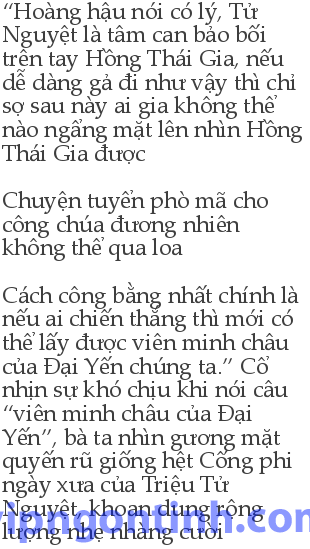 “Hoàng hậu nói có lý, Tử
Nguyệt là tâm can bảo bối
trên tay Hồng Thái Gia, nếu
dễ dàng gả đi như vậy thì chỉ
sợ sau này ai gia không thể
nào ngẩng mặt lên nhìn Hồng
Thái Gia được
Chuyện tuyển phò mã cho
công chúa đương nhiên
không thể qua loa
Cách công bằng nhất chính là
nếu ai chiến thắng thì mới có
thể lấy được viên minh châu
của Đại Yến chúng ta.” Cổ
nhịn sự khó chịu khi nói câu
“viên minh châu của Đại
Yến”, bà ta nhìn gương mặt
quyến rũ giống hệt Công phi
ngày xưa của Triệu Tử
Nguyệt, khoan dung rộng
lượng nhẹ nhàng cười
vipngontinh.com